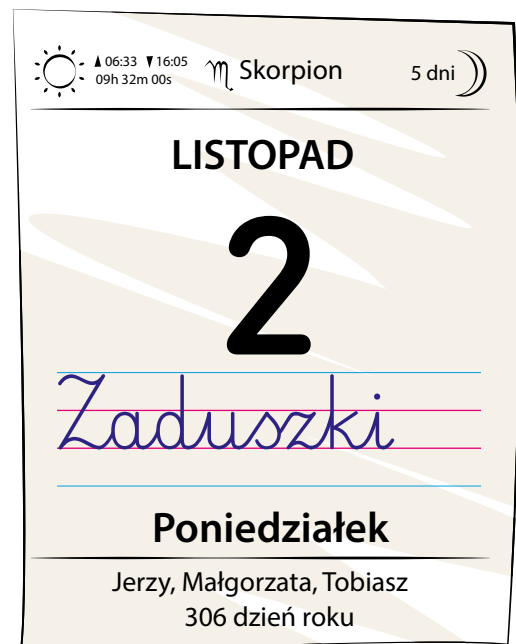 ▲ 06:33 ▼ 16:05
09h 32m 00s
♏ Skorpion
5 dni
LISTOPAD
2
Zaduszki
Poniedziałek
Jerzy, Małgorzata, Tobiasz
306 dzień roku